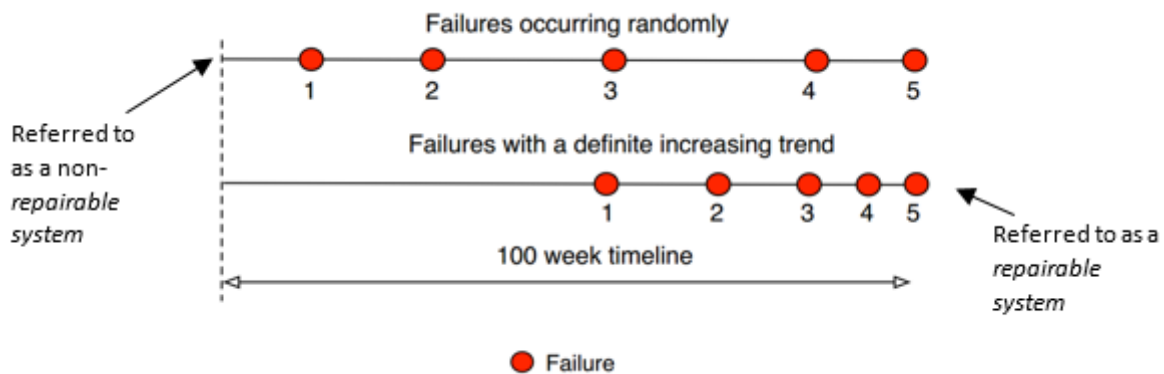 Failures occurring randomly
1 2 3 4 5
Referred to
as a non-
repairable
system
Failures with a definite increasing trend
1 2 3 4 5
100 week timeline
Referred to as a
repairable
system
Failure